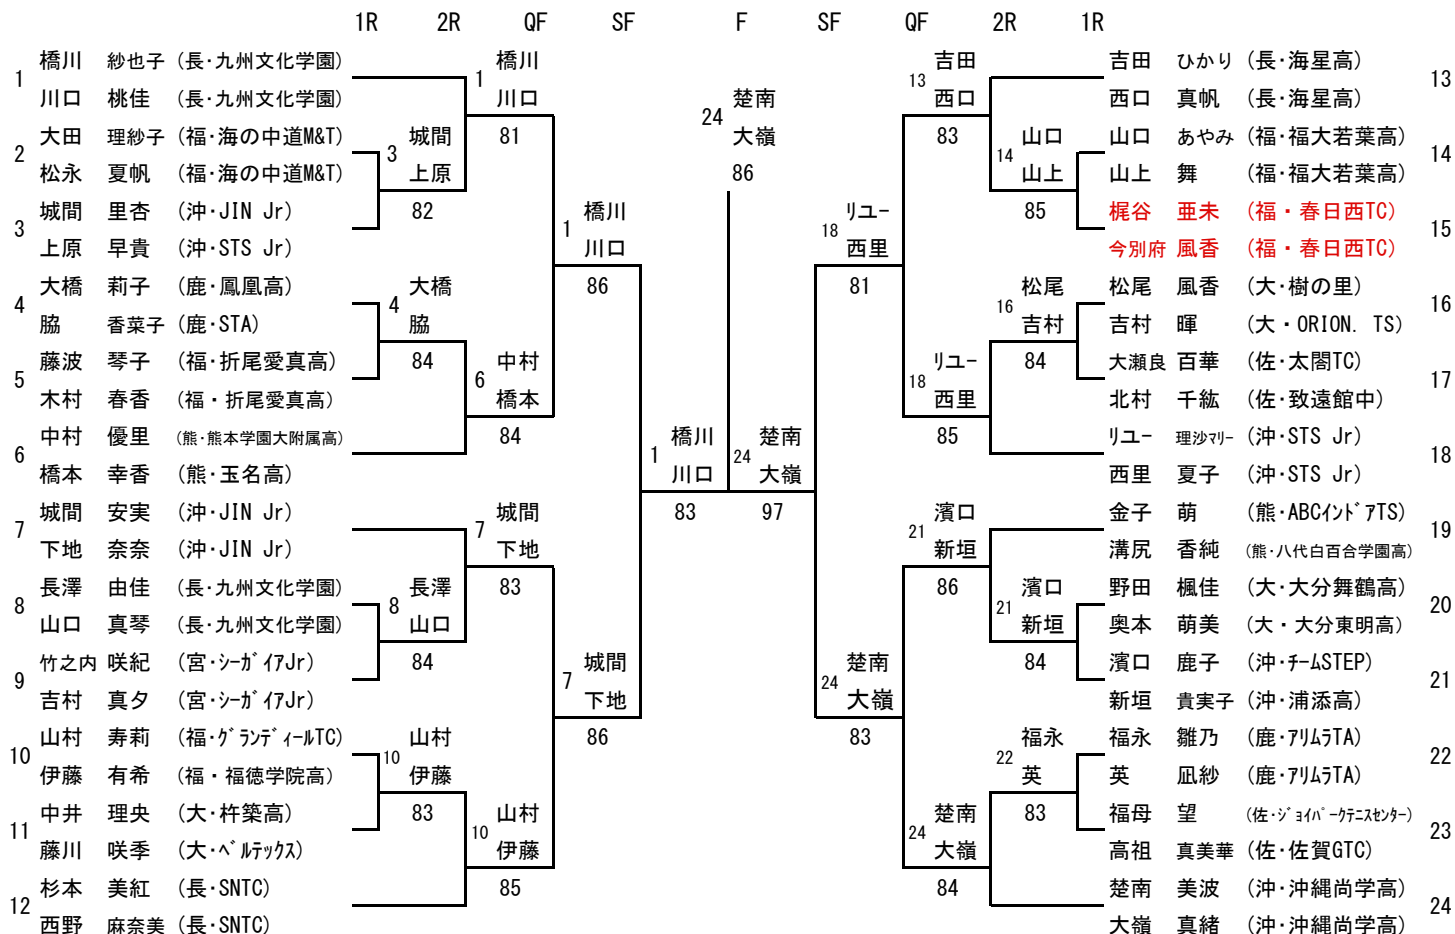 1R 2R QF SF F SF QF 2R 1R
1 橋川 紗也子 (長・九州文化学園)
川口 桃佳 (長・九州文化学園)
2 大田 理紗子 (福・海の中道M&T)
松永 夏帆 (福・海の中道M&T)
3 城間 里杏 (沖・JIN Jr)
上原 早貴 (沖・STS Jr)
4 大橋 莉子 (鹿・鳳凰高)
脇 香菜子 (鹿・STA)
5 藤波 琴子 (福・折尾愛真高)
木村 春香 (福・折尾愛真高)
6 中村 優里 (熊・熊本学園大附属高)
橋本 幸香 (熊・玉名高)
7 城間 安実 (沖・JIN Jr)
下地 奈奈 (沖・JIN Jr)
8 長澤 由佳 (長・九州文化学園)
山口 真琴 (長・九州文化学園)
9 竹之内 咲紀 (宮・シーガイアJr)
吉村 真夕 (宮・シーガイアJr)
10 山村 寿莉 (福・グランディールTC)
伊藤 有希 (福・福徳学院高)
11 中井 理央 (大・杵築高)
藤川 咲季 (大・ベルテックス)
12 杉本 美紅 (長・SNTC)
西野 麻奈美 (長・SNTC)
3 城間
上原
82
4 大橋
脇
84
8 長澤
山口
84
10 山村
伊藤
83
1 橋川
川口
81
6 中村
橋本
84
7 城間
下地
83
10 山村
伊藤
85
1 橋川
川口
86
7 城間
下地
86
1 橋川
川口
83
24 楚南
大嶺
86
24 楚南
大嶺
97
18 リュー
西里
81
24 楚南
大嶺
83
13 吉田
西口
83
18 リュー
西里
85
21 濱口
新垣
86
24 楚南
大嶺
84
14 山口
山上
85
16 松尾
吉村
84
21 濱口
新垣
84
22 福永
英
83
吉田 ひかり (長・海星高) 13
西口 真帆 (長・海星高)
山口 あやみ (福・福大若葉高) 14
山上 舞 (福・福大若葉高)
梶谷 亜未 (福・春日西TC) 15
今別府 風香 (福・春日西TC)
松尾 風香 (大・樹の里) 16
吉村 暉 (大・ORION. TS)
大瀬良 百華 (佐・太閤TC) 17
北村 千紘 (佐・致遠館中)
リュー 理沙マリー (沖・STS Jr) 18
西里 夏子 (沖・STS Jr)
金子 萌 (熊・ABCインドアTS) 19
溝尻 香純 (熊・八代白百合学園高)
野田 楓佳 (大・大分舞鶴高) 20
奥本 萌美 (大・大分東明高)
濱口 鹿子 (沖・チームSTEP) 21
新垣 貴実子 (沖・浦添高)
福永 雛乃 (鹿・アリムラTA) 22
英 凪紗 (鹿・アリムラTA)
福母 望 (佐・ジョイパークテニスセンター) 23
高祖 真美華 (佐・佐賀GTC)
楚南 美波 (沖・沖縄尚学高) 24
大嶺 真緒 (沖・沖縄尚学高)